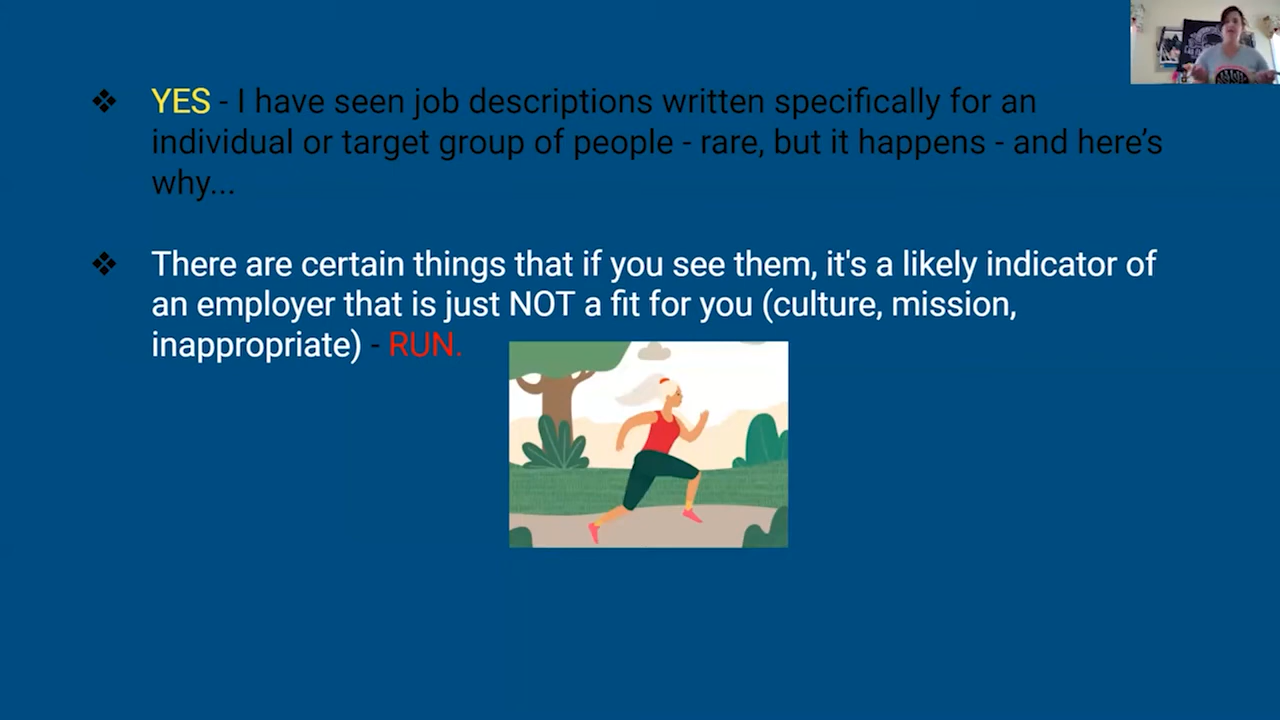 ❖ YES - I have seen job descriptions written specifically for an
individual or target group of people - rare, but it happens - and here’s
why...
❖ There are certain things that if you see them, it's a likely indicator of
an employer that is just NOT a fit for you (culture, mission,
inappropriate) - RUN.